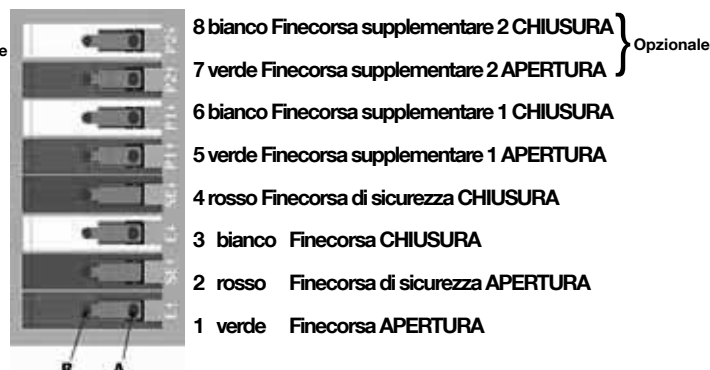 e
8 bianco Finecorsa supplementare 2 CHIUSURA
7 verde Finecorsa supplementare 2 APERTURA
Opzionale
6 bianco Finecorsa supplementare 1 CHIUSURA
5 verde Finecorsa supplementare 1 APERTURA
4 rosso Finecorsa di sicurezza CHIUSURA
3 bianco Finecorsa CHIUSURA
2 rosso Finecorsa di sicurezza APERTURA
1 verde Finecorsa APERTURA
B A